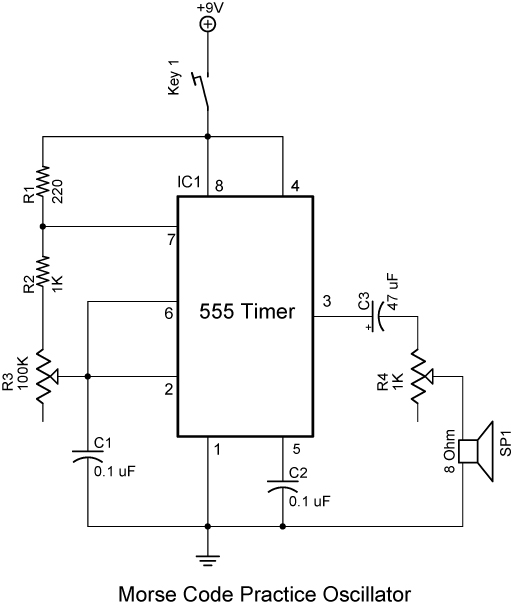 +9V
Key 1
IC1
8
4
R1
220
7
R2
1K
6
555 Timer
3
C3
47 uF
R3
100K
2
R4
1K
C1
0.1 uF
1
5
C2
0.1 uF
8 Ohm
SP1
+
Morse Code Practice Oscillator